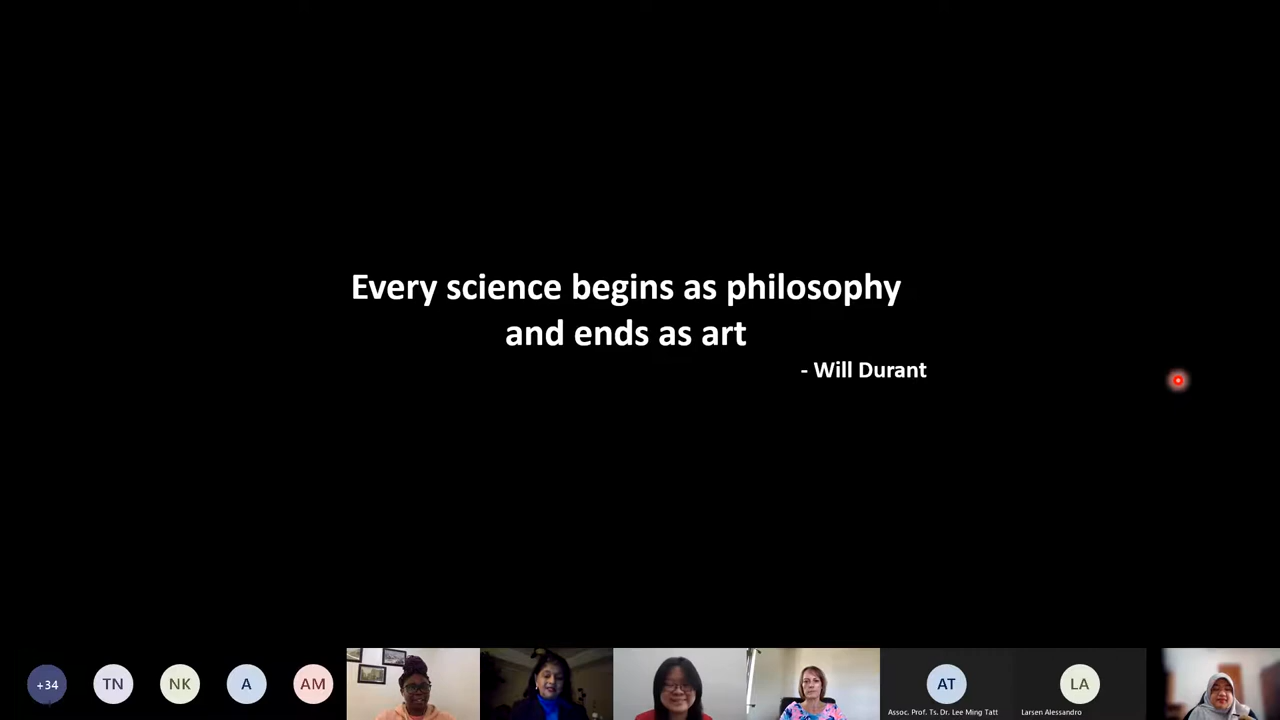 Every science begins as philosophy
and ends as art
- Will Durant
+34
TN
NK
A
AM
AT
LA
Assoc. Prof. Ts. Dr. Lee Ming Tatt
Larsen Alessandro